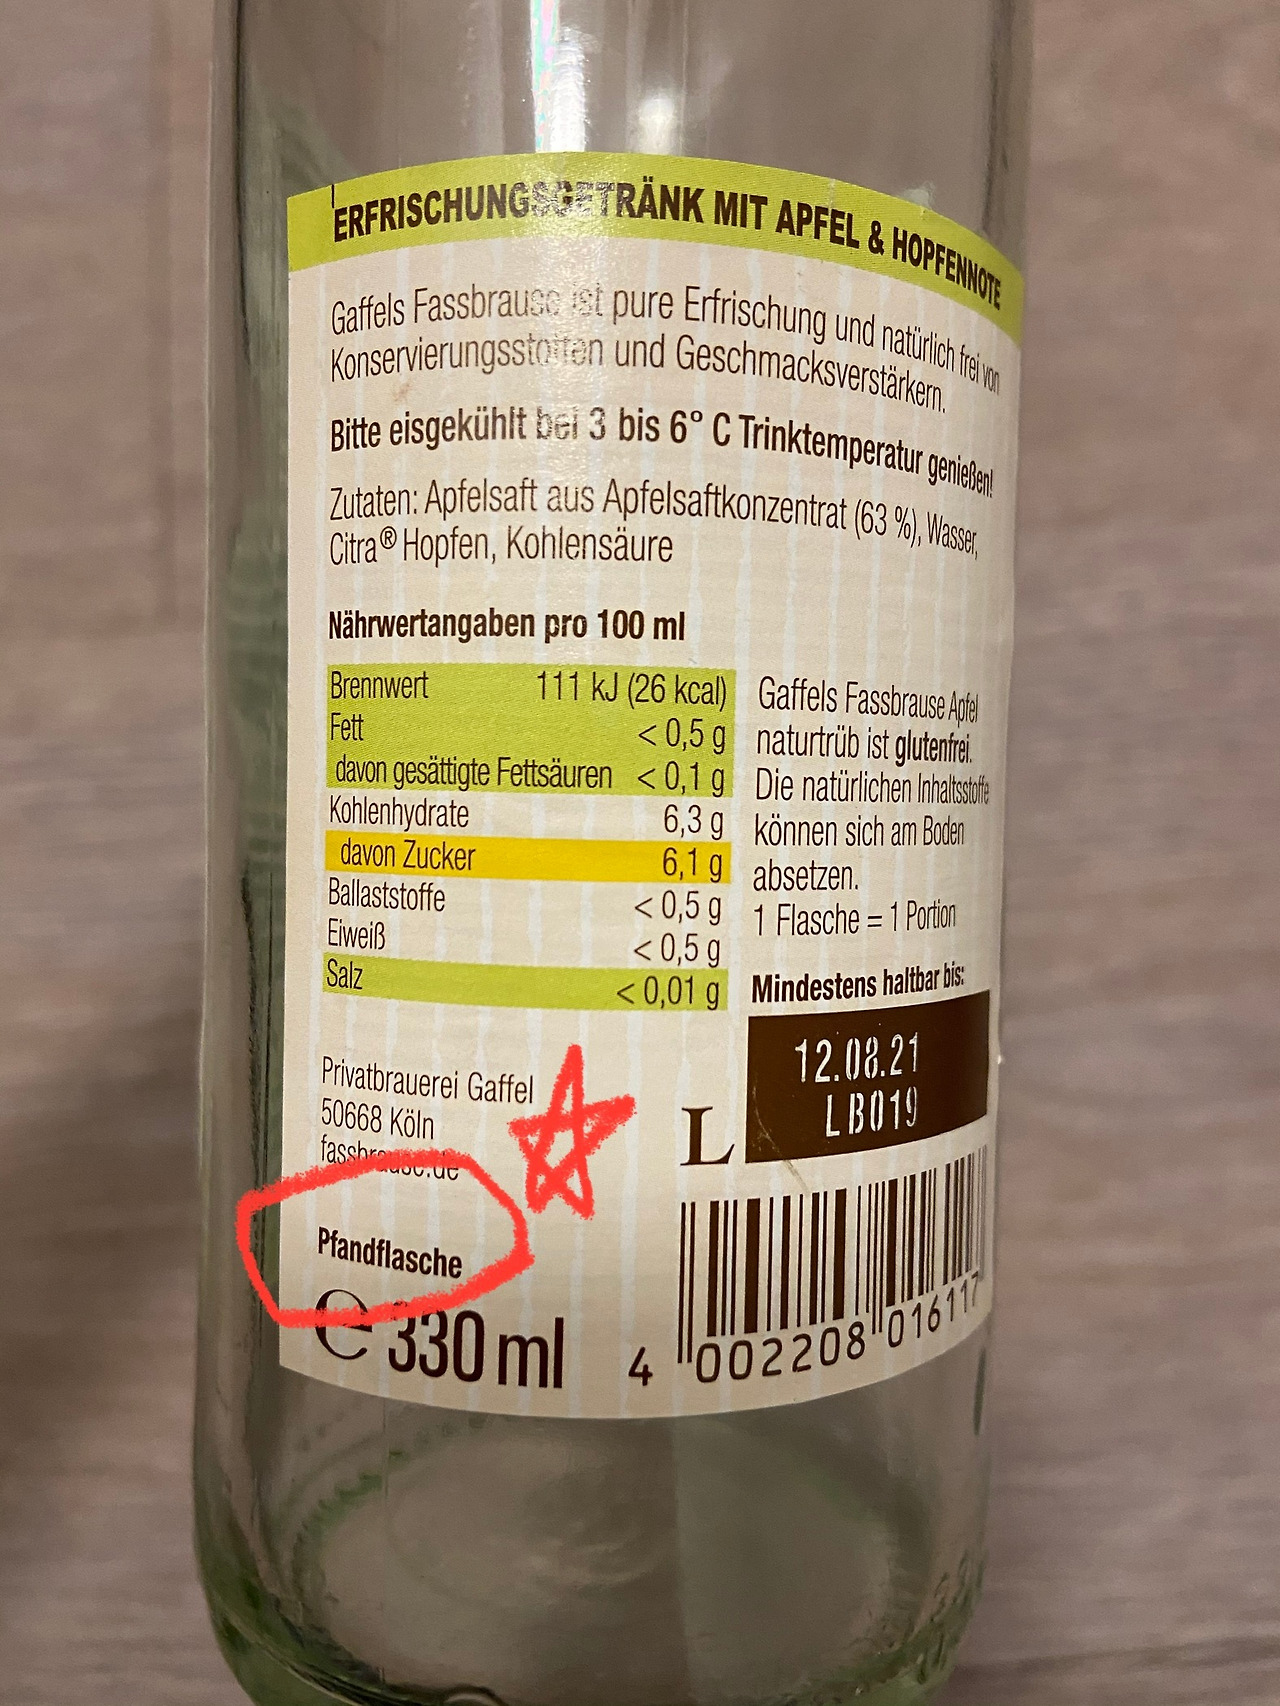 ERFRISCHUNGSGETRÄNK MIT APFEL & HOPFENNOTE
Gaffels Fassbrause ist pure Erfrischung und natürlich frei von
Konservierungsstoffen und Geschmacksverstärkern.
Bitte eisgekühlt bei 3 bis 6° C Trinktemperatur genießen!
Zutaten: Apfelsaft aus Apfelsaftkonzentrat (63 %), Wasser,
Citra® Hopfen, Kohlensäure
Nährwertangaben pro 100 ml
Brennwert 111 kJ (26 kcal)
Fett < 0,5 g
davon gesättigte Fettsäuren < 0,1 g
Kohlenhydrate 6,3 g
davon Zucker 6,1 g
Ballaststoffe < 0,5 g
Eiweiß < 0,5 g
Salz < 0,01 g
Gaffels Fassbrause Apfel
naturtrüb ist glutenfrei.
Die natürlichen Inhaltsstoffe
können sich am Boden
absetzen.
1 Flasche = 1 Portion
Mindestens haltbar bis:
12.08.21
L LB019
Privatbrauerei Gaffel
50668 Köln
fassbrause.de
Pfandflasche
e 330 ml
4 002208 016117